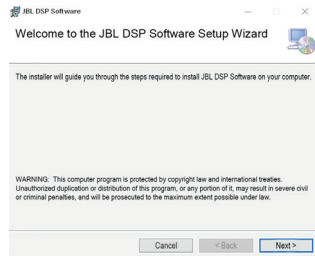 JBL DSP Software
Welcome to the JBL DSP Software Setup Wizard
The installer will guide you through the steps required to install JBL DSP Software on your computer.
WARNING: This computer program is protected by copyright law and international treaties.
Unauthorized duplication or distribution of this program, or any portion of it, may result in severe civil
or criminal penalties, and will be prosecuted to the maximum extent possible under law.
Cancel
< Back
Next >